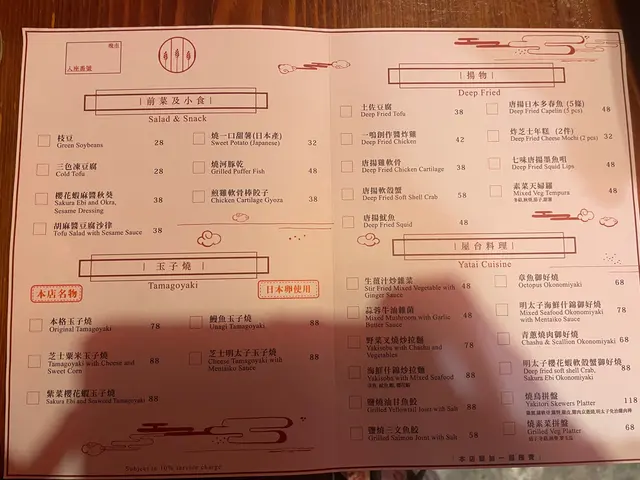 前菜及小食
Salad & Snack
枝豆
Green Soybeans 28
三色凍豆腐
Cold Tofu 28
櫻花蝦麻醬秋葵
Sakura Ebi and Okra,
Sesame Dressing 38
胡麻醬豆腐沙律
Tofu Salad with Sesame Sauce 38
燒一口甜薯(日本產)
Sweet Potato (Japanese) 32
燒河豚乾
Grilled Puffer Fish 48
煎雞軟骨棒餃子
Chicken Cartilage Gyoza 38
玉子燒
Tamagoyaki
本店名物
日本卵使用
本格玉子燒
Original Tamagoyaki 78
芝士粟米玉子燒
Tamagoyaki with Cheese and
Sweet Corn 88
紫菜櫻花蝦玉子燒
Sakura Ebi and Seaweed Tamagoyaki 88
鰻魚玉子燒
Unagi Tamagoyaki 88
芝士明太子玉子燒
Cheese Tamagoyaki with
Mentaiko Sauce 88
Subject to 10% service charge
揚物
Deep Fried
土佐豆腐
Deep Fried Tofu 38
一鳴創作醬炸雞
Deep Fried Chicken 42
唐揚雞軟骨
Deep Fried Chicken Cartilage 38
唐揚軟殼蟹
Deep Fried Soft Shell Crab 58
唐揚魷魚
Deep Fried Squid 48
唐揚日本多春魚 (5條)
Deep Fried Capelin (5 pcs) 48
炸芝士年糕 (2件)
Deep Fried Cheese Mochi (2 pcs) 32
七味唐揚墨魚咀
Deep Fried Squid Lips 48
素菜天婦羅
Mixed Veg Tempura 48
屋台料理
Yatai Cuisine
生薑汁炒雜菜
Stir Fried Mixed Vegetable with
Ginger Sauce 48
蒜蓉牛油雜菌
Mixed Mushroom with Garlic
Butter Sauce 48
野菜叉燒炒拉麵
Yakisoba with Chashu and
Vegetables 78
海鮮什錦炒拉麵
Yakisoba with Mixed Seafood 88
鹽燒油甘魚鮫
Grilled Yellowtail Joint with Salt 88
鹽燒三文魚鮫
Grilled Salmon Joint with Salt 58
章魚御好燒
Octopus Okonomiyaki 68
明太子海鮮什錦御好燒
Mixed Seafood Okonomiyaki
with Mentaiko Sauce 78
青蔥燒肉御好燒
Chashu & Scallion Okonomiyaki 68
明太子櫻花蝦軟殼蟹御好燒
Deep Fried soft shell Crab,
Sakura Ebi Okonomiyaki 88
燒鳥拼盤
Yakitori Skewers Platter 118
燒素菜拼盤
Grilled Veg Platter 68